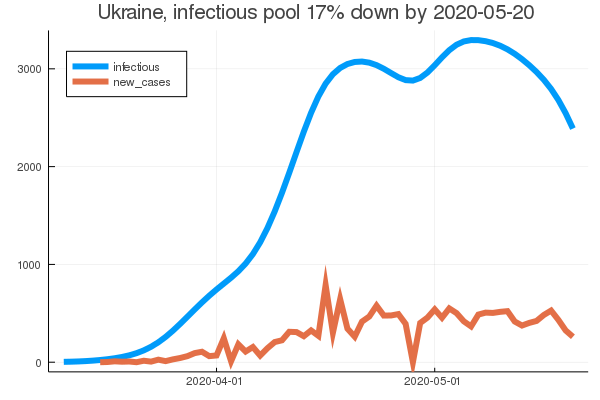 Ukraine, infectious pool 17% down by 2020-05-20
infectious
new_cases
3000
2000
1000
0
2020-04-01
2020-05-01